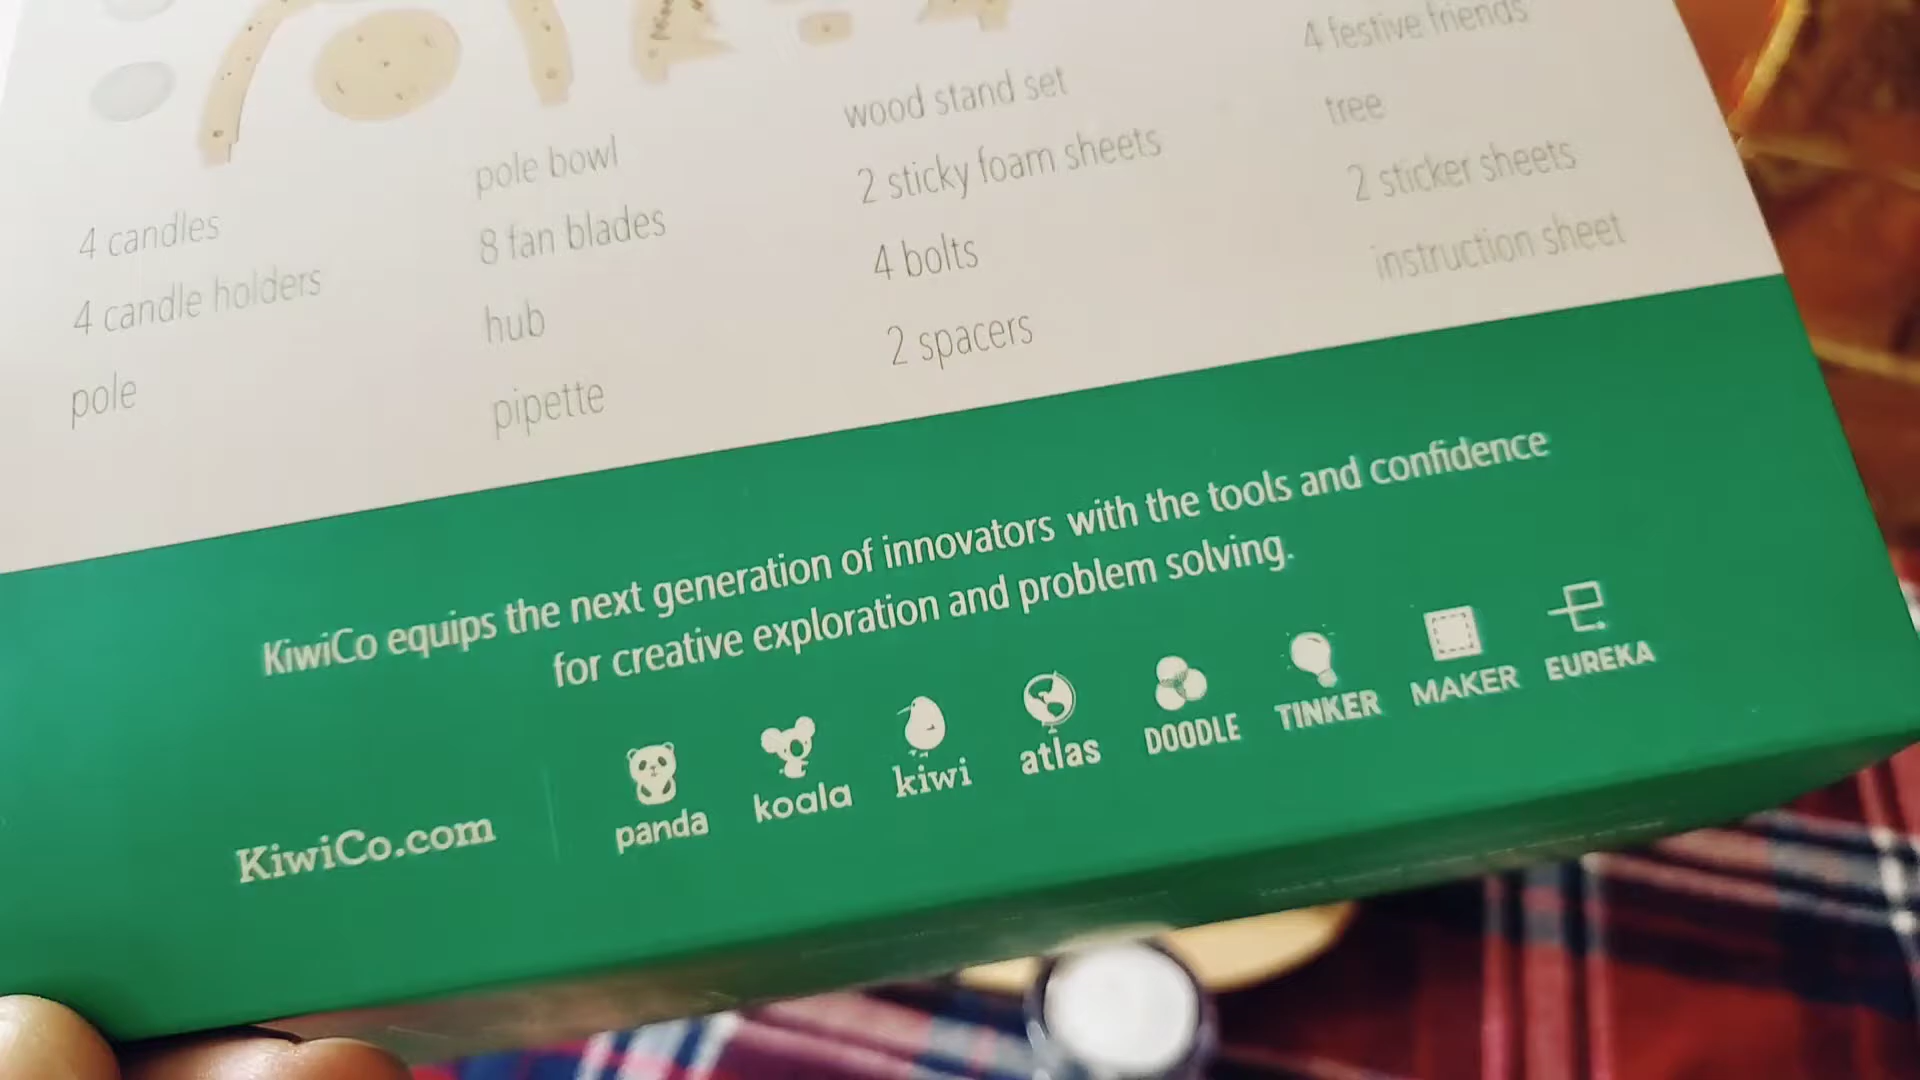 4 candles
4 candle holders
pole
pole bowl
8 fan blades
hub
pipette
wood stand set
2 sticky foam sheets
4 bolts
2 spacers
4 festive friends
tree
2 sticker sheets
instruction sheet
KiwiCo equips the next generation of innovators with the tools and confidence
for creative exploration and problem solving.
KiwiCo.com
panda
koala
kiwi
atlas
DOODLE
TINKER
MAKER
EUREKA